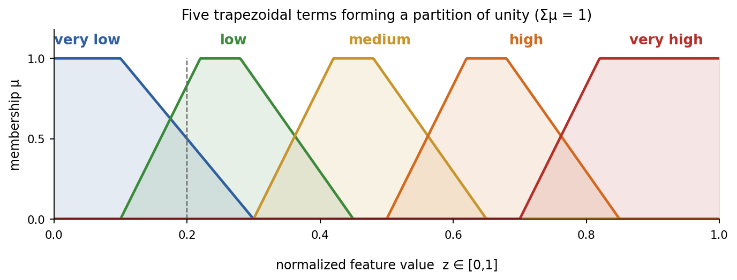 Five trapezoidal terms forming a partition of unity (Σμ = 1)
very low low medium high very high
1.0
0.5
0.0
membership μ
0.0 0.2 0.4 0.6 0.8 1.0
normalized feature value z ∈ [0,1]